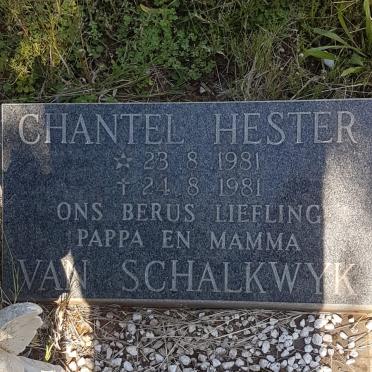 CHANTEL HESTER
☆ 23 8 1981
✝ 24 8 1981
ONS BERUS LIEFLING
PAPPA EN MAMMA
VAN SCHALKWYK